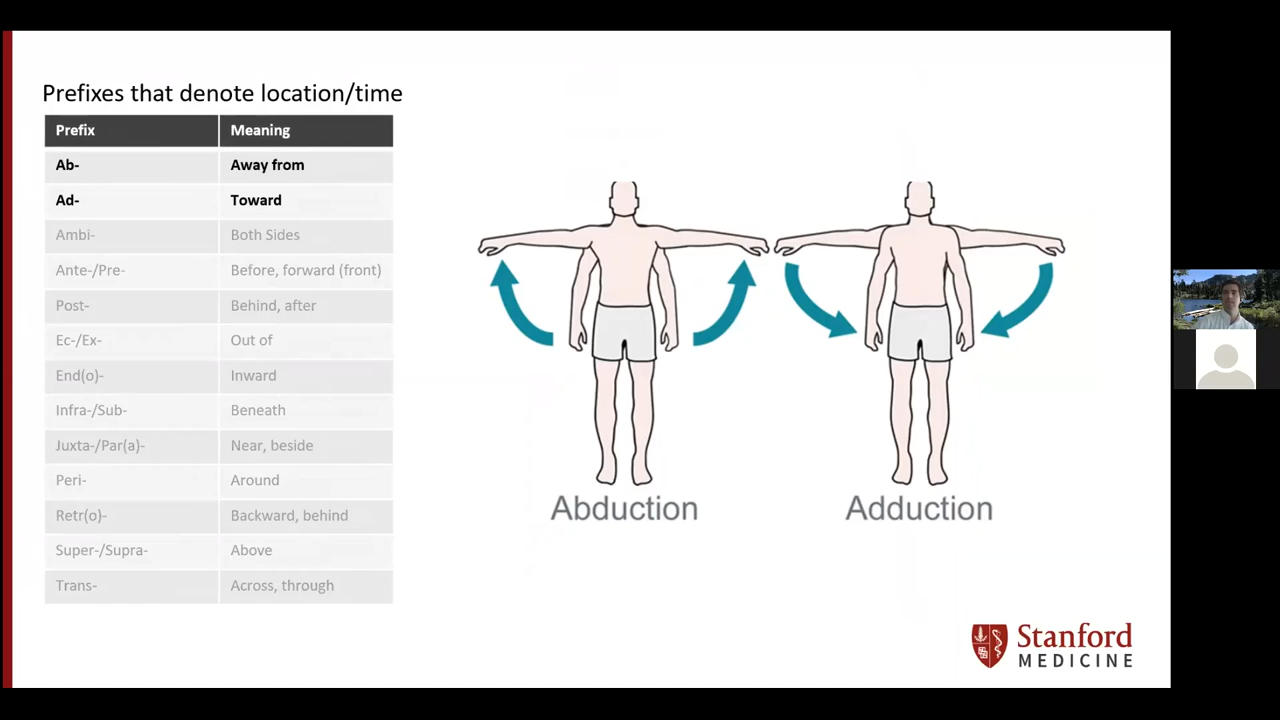 Prefixes that denote location/time
Prefix Meaning
Ab- Away from
Ad- Toward
Ambi- Both Sides
Ante-/Pre- Before, forward (front)
Post- Behind, after
Ec-/Ex- Out of
End(o)- Inward
Infra-/Sub- Beneath
Juxta-/Par(a)- Near, beside
Peri- Around
Retr(o)- Backward, behind
Super-/Supra- Above
Trans- Across, through
Abduction
Adduction
Stanford
MEDICINE